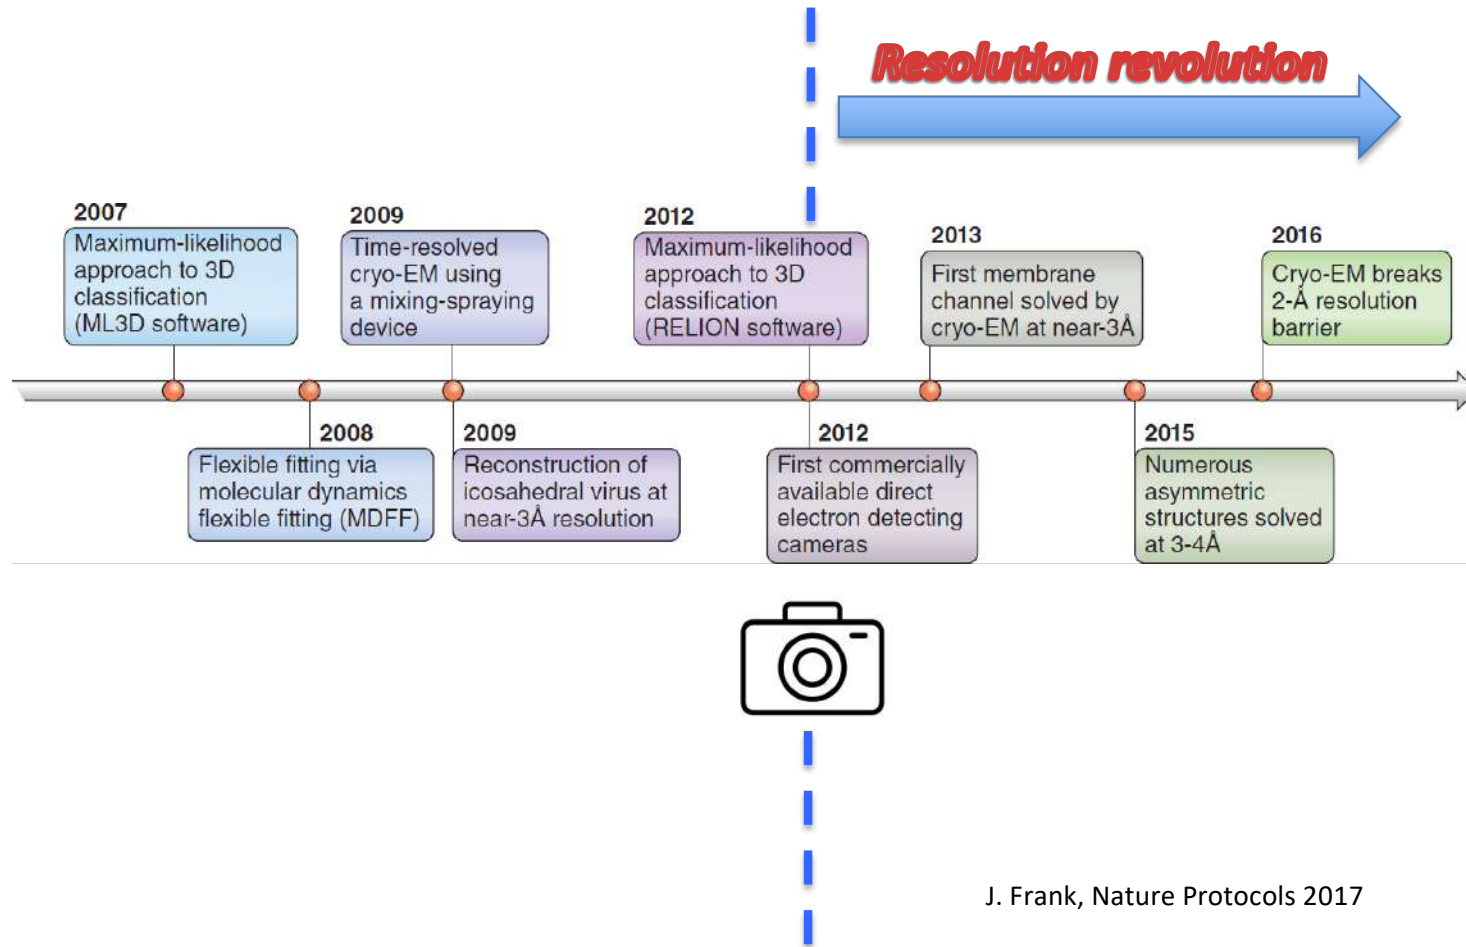 Resolution revolution
2007
Maximum-likelihood
approach to 3D
classification
(ML3D software)
2009
Time-resolved
cryo-EM using
a mixing-spraying
device
2012
Maximum-likelihood
approach to 3D
classification
(RELION software)
2013
First membrane
channel solved by
cryo-EM at near-3Å
2016
Cryo-EM breaks
2-Å resolution
barrier
2008
Flexible fitting via
molecular dynamics
flexible fitting (MDFF)
2009
Reconstruction of
icosahedral virus at
near-3Å resolution
2012
First commercially
available direct
electron detecting
cameras
2015
Numerous
asymmetric
structures solved
at 3-4Å
J. Frank, Nature Protocols 2017